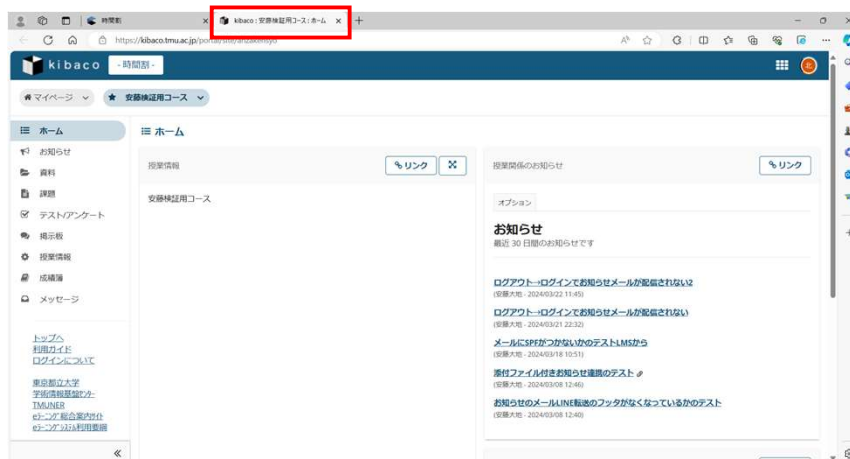 時間割
kibaco : 安藤検証用コース : ホーム
https://kibaco.tmu.ac.jp/portal/site/andakensyo
kibaco
- 時間割 -
マイページ
安藤検証用コース
ホーム
お知らせ
資料
課題
テスト/アンケート
掲示板
授業情報
成績簿
メッセージ
トップへ
利用ガイド
ログインについて
東京都立大学
学術情報基盤センター
TMUNER
eラーニング総合案内サイト
eラーニングシステム利用要綱
ホーム
授業情報
リンク
安藤検証用コース
授業関係のお知らせ
リンク
オプション
お知らせ
最近 30 日間のお知らせです
ログアウト→ログインでお知らせメールが配信されない2
(安藤大地 - 2024/03/22 11:45)
ログアウト→ログインでお知らせメールが配信されない
(安藤大地 - 2024/03/21 22:32)
メールにSPFがつかないかのテストLMSから
(安藤大地 - 2024/03/18 10:51)
添付ファイル付きお知らせ連携のテスト
(安藤大地 - 2024/03/08 12:46)
お知らせのメールLINE転送のフッタがなくなっているかのテスト
(安藤大地 - 2024/03/08 12:40)